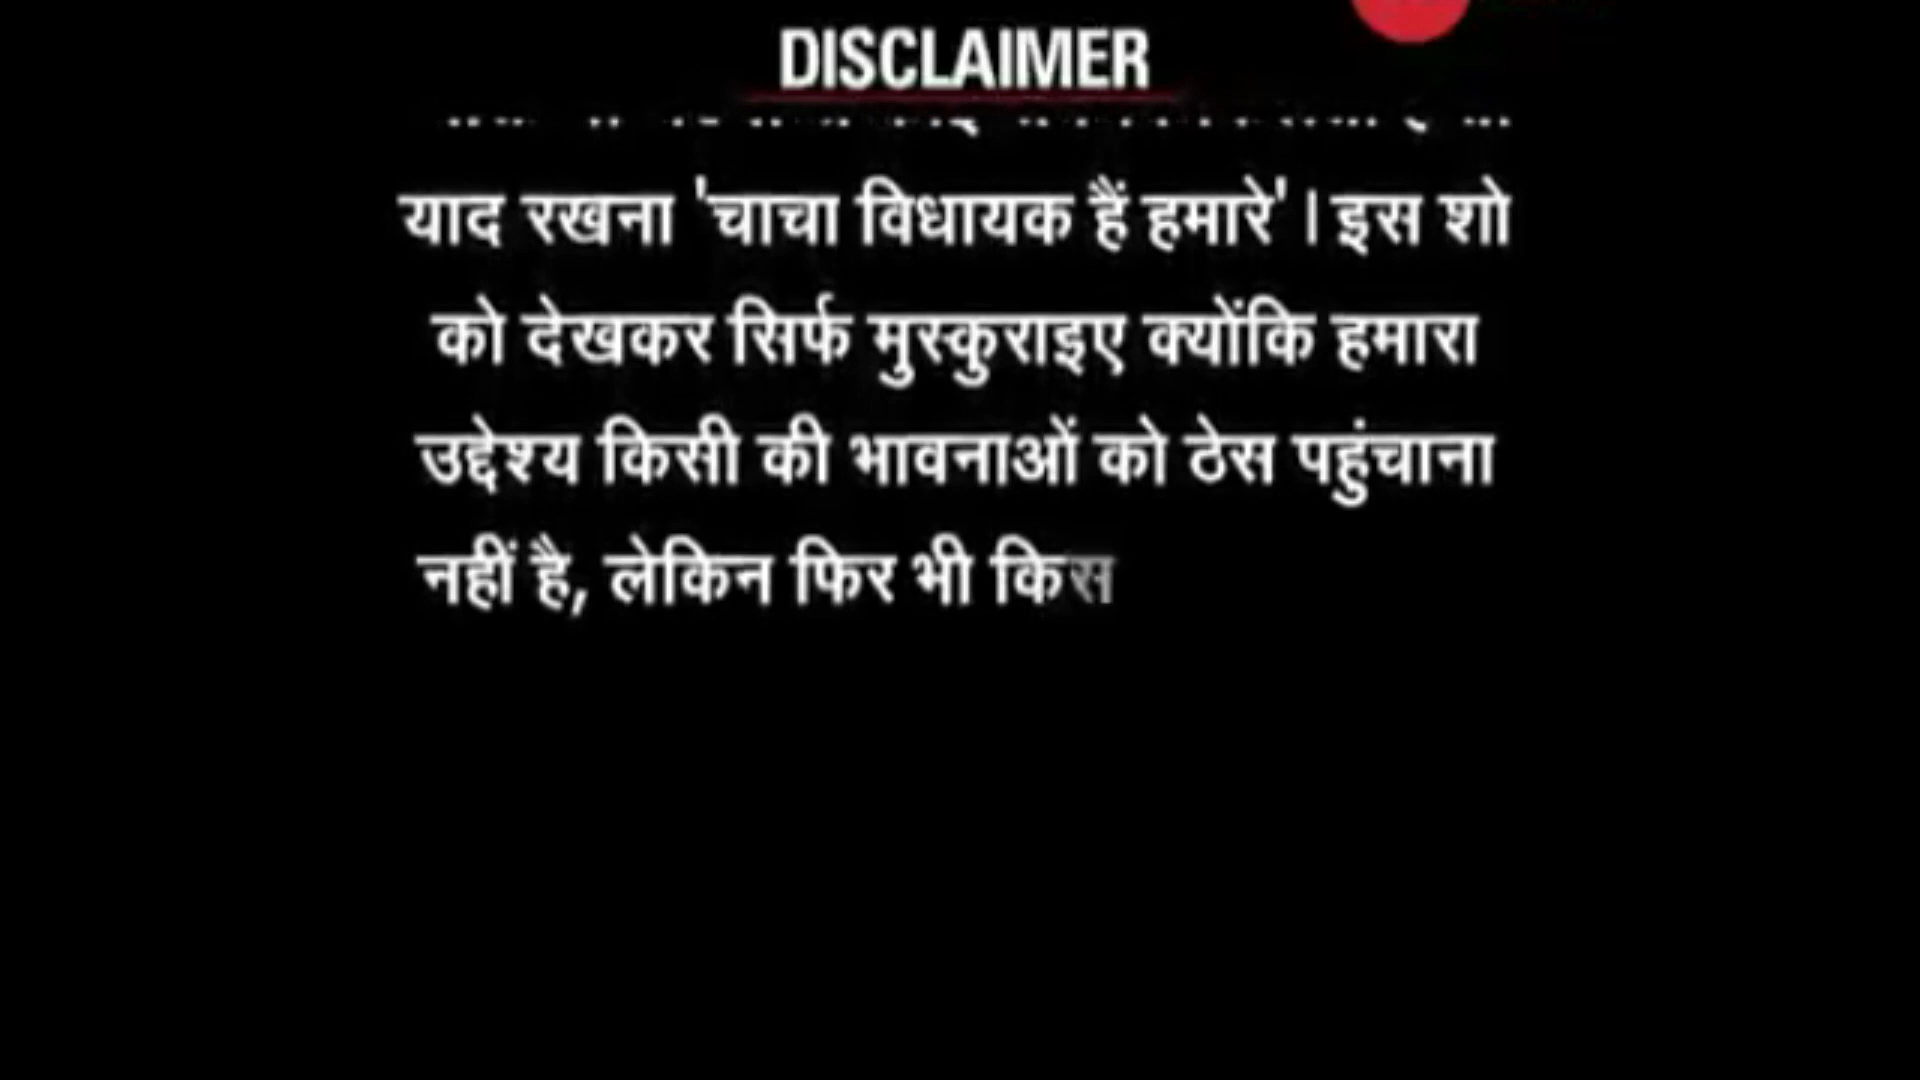 DISCLAIMER
याद रखना 'चाचा विधायक हैं हमारे'। इस शो
को देखकर सिर्फ मुस्कुराइए क्योंकि हमारा
उद्देश्य किसी की भावनाओं को ठेस पहुंचाना
नहीं है, लेकिन फिर भी किस